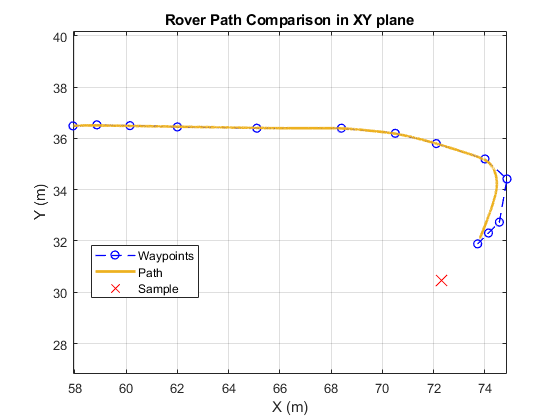 Rover Path Comparison in XY plane
40
38
36
34
32
30
28
Y (m)
Waypoints
Path
Sample
58 60 62 64 66 68 70 72 74
X (m)